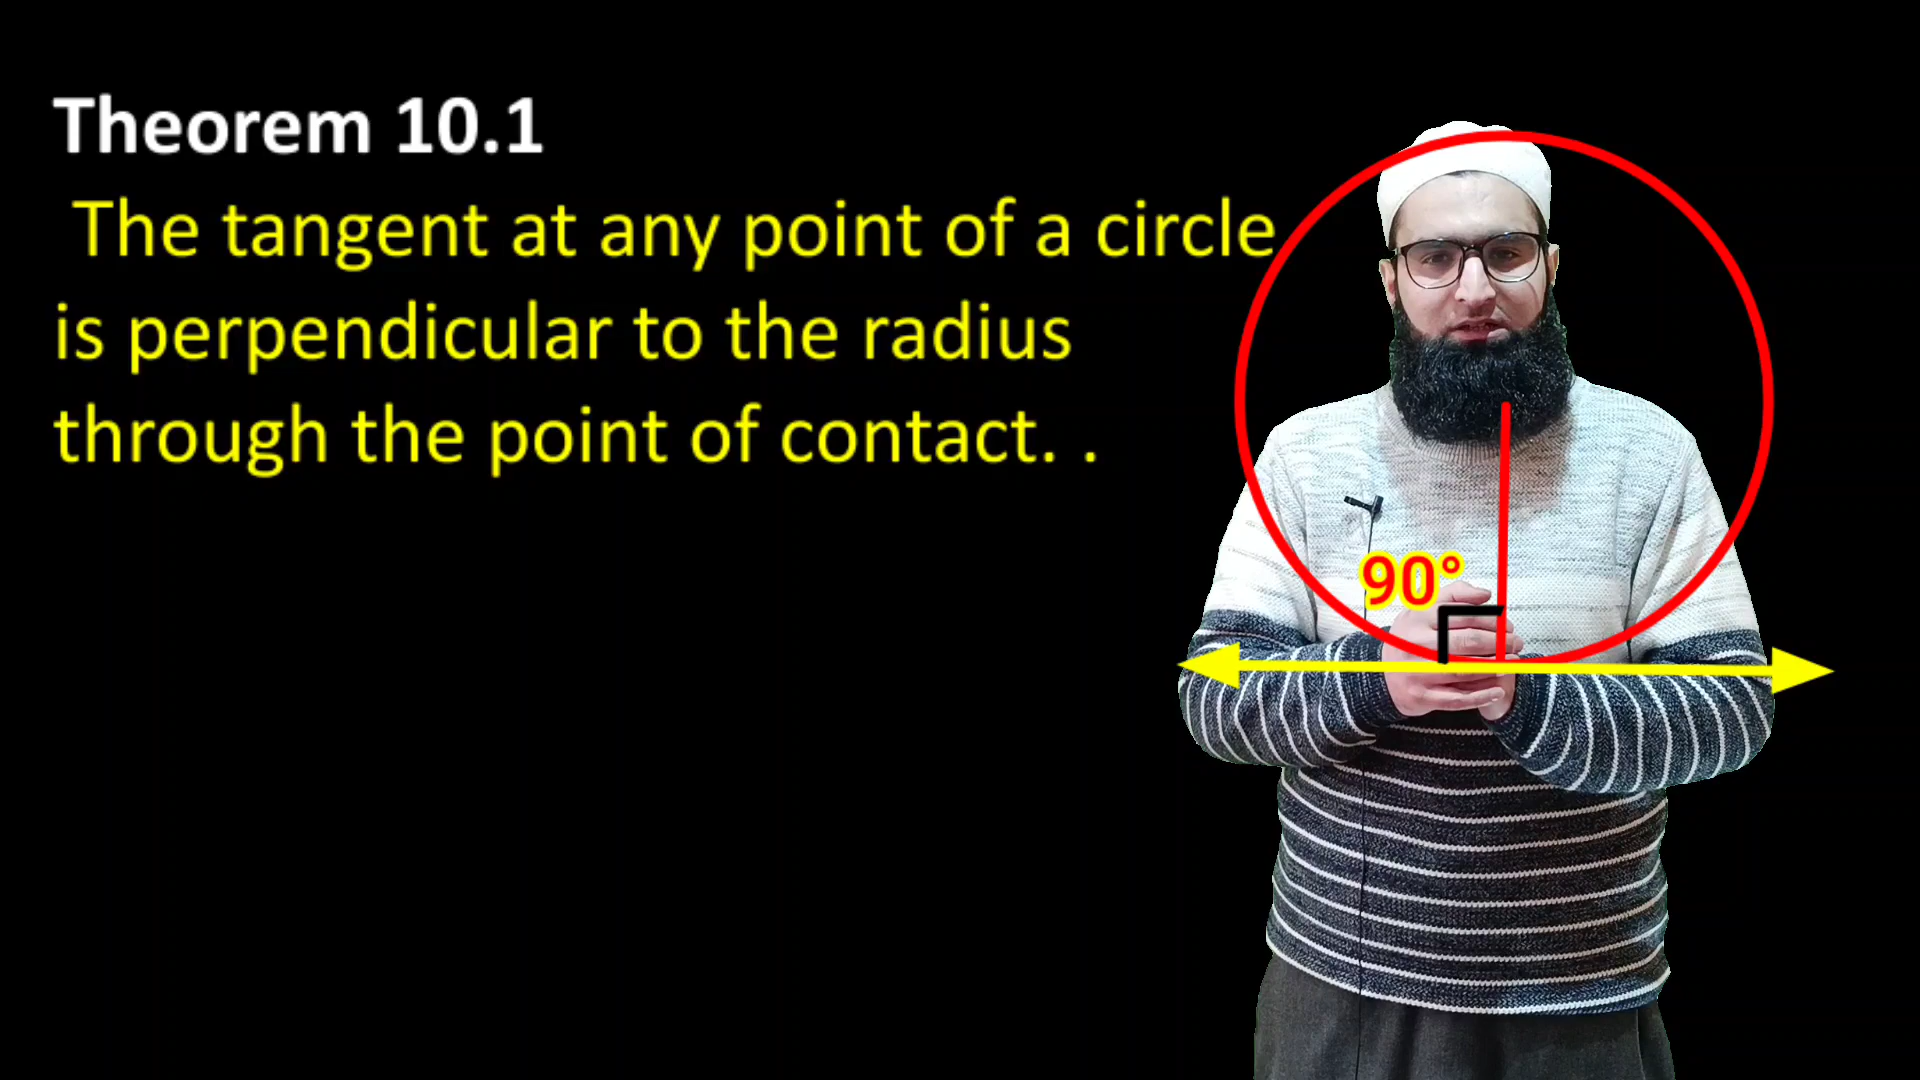 Theorem 10.1
The tangent at any point of a circle
is perpendicular to the radius
through the point of contact. .
90°